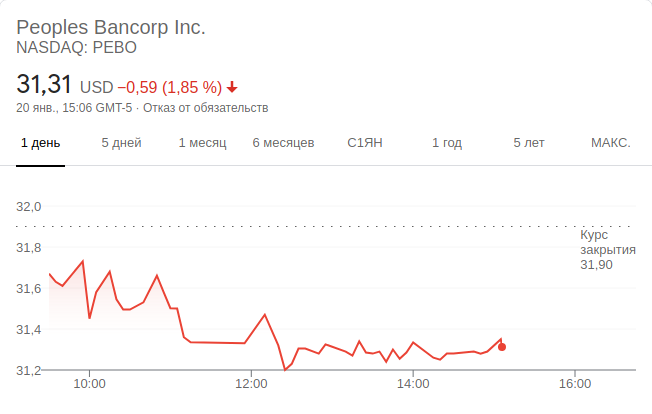 Peoples Bancorp Inc.
NASDAQ: PEBO
31,31 USD −0,59 (1,85 %)
20 янв., 15:06 GMT-5 · Отказ от обязательств
1 день 5 дней 1 месяц 6 месяцев С1ЯН 1 год 5 лет МАКС.
32,0
Курс
закрытия
31,90
31,8
31,6
31,4
31,2
10:00 12:00 14:00 16:00